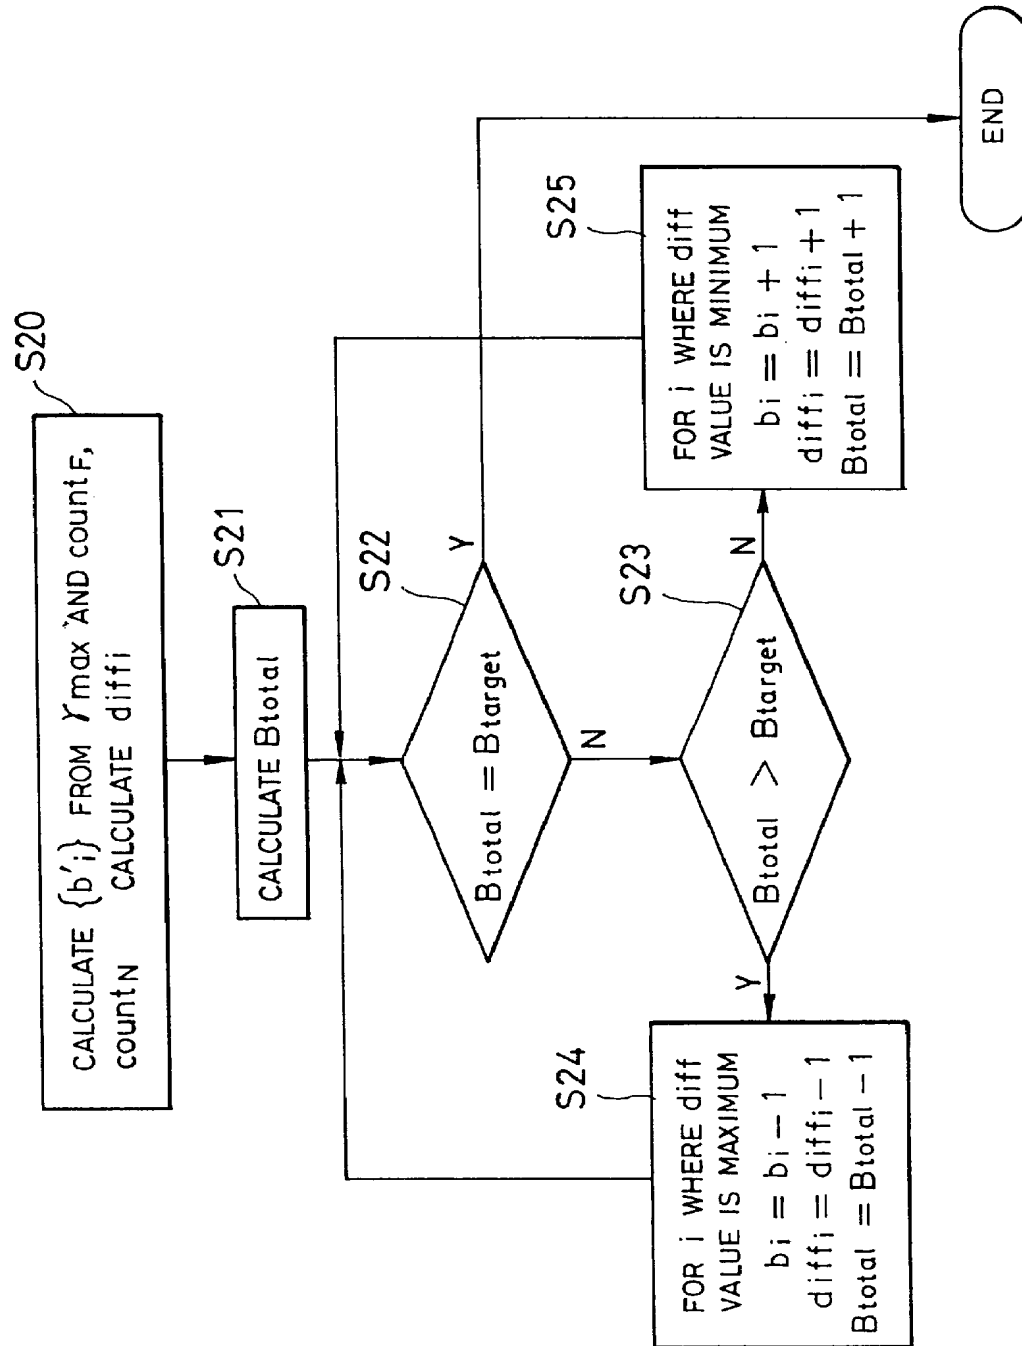 S20
CALCULATE {b'i} FROM γmax AND countF,
countN CALCULATE diffi
S21
CALCULATE Btotal
S22
Btotal = Btarget
Y
N
S23
Btotal > Btarget
Y
N
S24
FOR i WHERE diff
VALUE IS MAXIMUM
bi = bi − 1
diffi = diffi − 1
Btotal = Btotal − 1
S25
FOR i WHERE diff
VALUE IS MINIMUM
bi = bi + 1
diffi = diffi + 1
Btotal = Btotal + 1
END